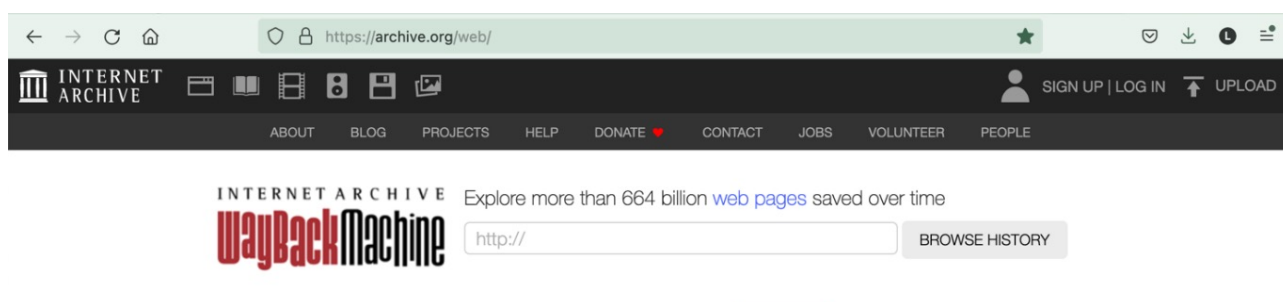 https://archive.org/web/
L
INTERNET
ARCHIVE
SIGN UP | LOG IN UPLOAD
ABOUT BLOG PROJECTS HELP DONATE CONTACT JOBS VOLUNTEER PEOPLE
INTERNET ARCHIVE
WayBackMachine
Explore more than 664 billion web pages saved over time
http://
BROWSE HISTORY